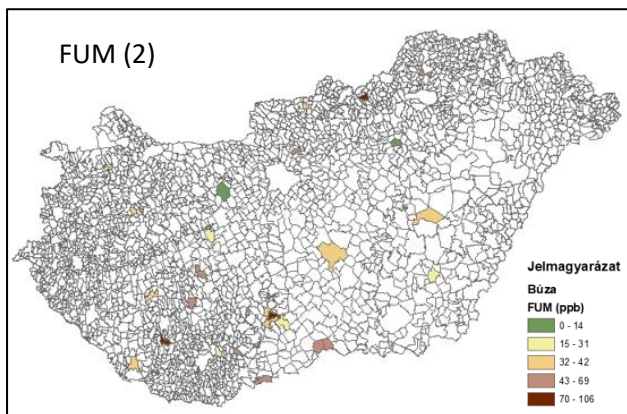 FUM (2)
Jelmagyarázat
Búza
FUM (ppb)
0 - 14
15 - 31
32 - 42
43 - 69
70 - 106